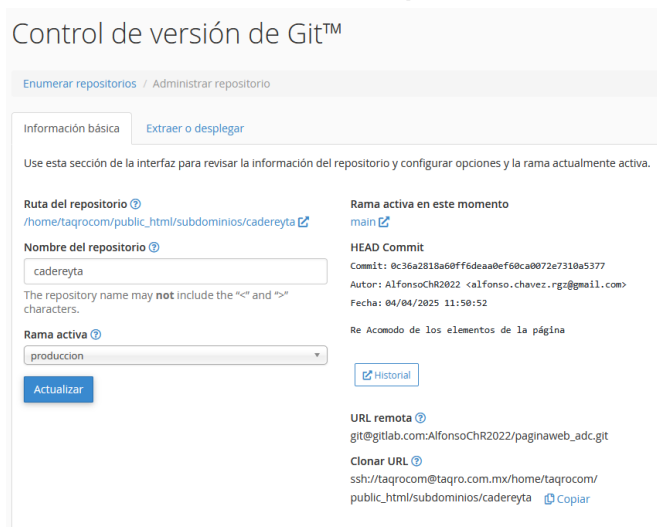 Control de versión de Git™
Enumerar repositorios / Administrar repositorio
Información básica
Extraer o desplegar
Use esta sección de la interfaz para revisar la información del repositorio y configurar opciones y la rama actualmente activa.
Ruta del repositorio
/home/taqrocom/public_html/subdominios/cadereyta
Nombre del repositorio
cadereyta
The repository name may not include the “<” and “>”
characters.
Rama activa
produccion
Actualizar
Rama activa en este momento
main
HEAD Commit
Commit: 0c36a2818a60ff6deaa0ef60ca0072e7310a5377
Autor: AlfonsoChR2022 <alfonso.chavez.rgz@gmail.com>
Fecha: 04/04/2025 11:50:52
Re Acomodo de los elementos de la página
Historial
URL remota
git@gitlab.com:AlfonsoChR2022/paginaweb_adc.git
Clonar URL
ssh://taqrocom@taqro.com.mx/home/taqrocom/
public_html/subdominios/cadereyta Copiar